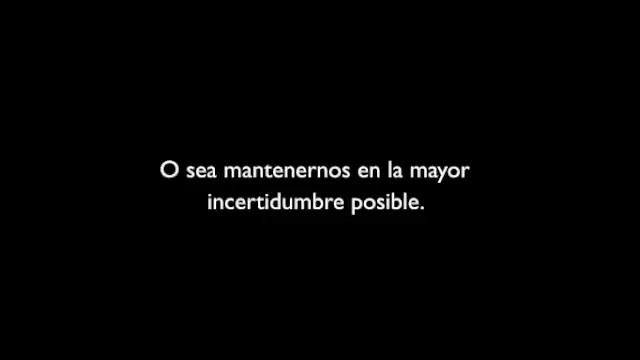 O sea mantenernos en la mayor
incertidumbre posible.